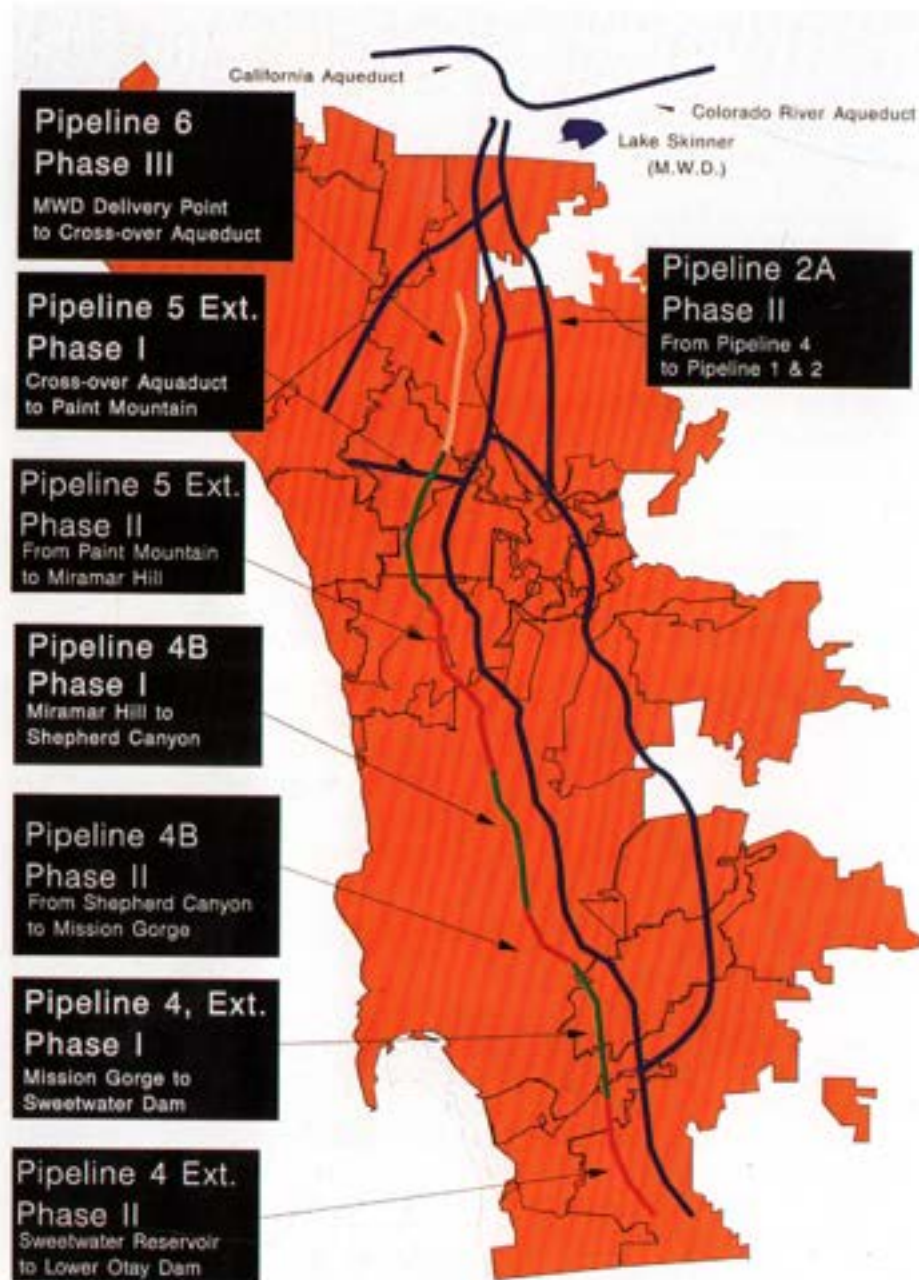 California Aqueduct
Colorado River Aqueduct
Lake Skinner
(M.W.D.)
Pipeline 6
Phase III
MWD Delivery Point
to Cross-over Aqueduct
Pipeline 5 Ext.
Phase I
Cross-over Aquaduct
to Paint Mountain
Pipeline 2A
Phase II
From Pipeline 4
to Pipeline 1 & 2
Pipeline 5 Ext.
Phase II
From Paint Mountain
to Miramar Hill
Pipeline 4B
Phase I
Miramar Hill to
Shepherd Canyon
Pipeline 4B
Phase II
From Shepherd Canyon
to Mission Gorge
Pipeline 4, Ext.
Phase I
Mission Gorge to
Sweetwater Dam
Pipeline 4 Ext.
Phase II
Sweetwater Reservoir
to Lower Otay Dam